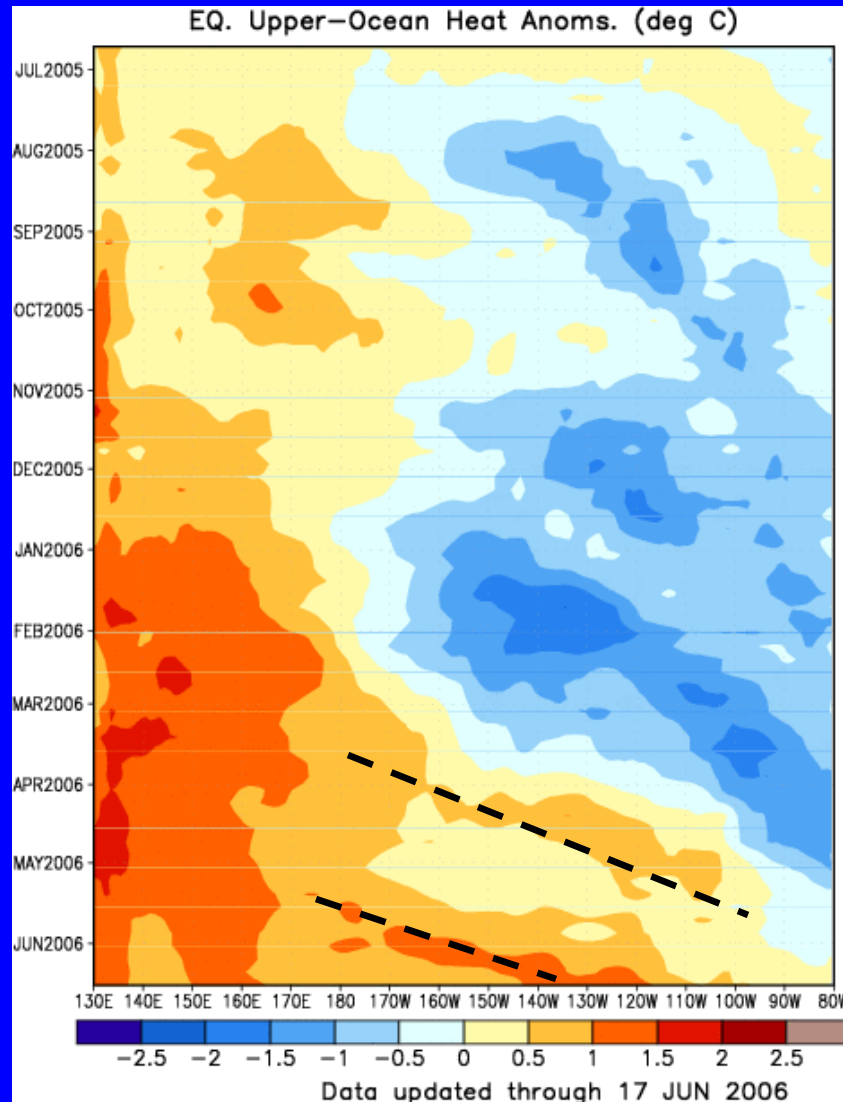 EQ. Upper-Ocean Heat Anoms. (deg C)
JUL2005
AUG2005
SEP2005
OCT2005
NOV2005
DEC2005
JAN2006
FEB2006
MAR2006
APR2006
MAY2006
JUN2006
130E 140E 150E 160E 170E 180 170W 160W 150W 140W 130W 120W 110W 100W 90W 80W
-2.5 -2 -1.5 -1 -0.5 0 0.5 1 1.5 2 2.5
Data updated through 17 JUN 2006